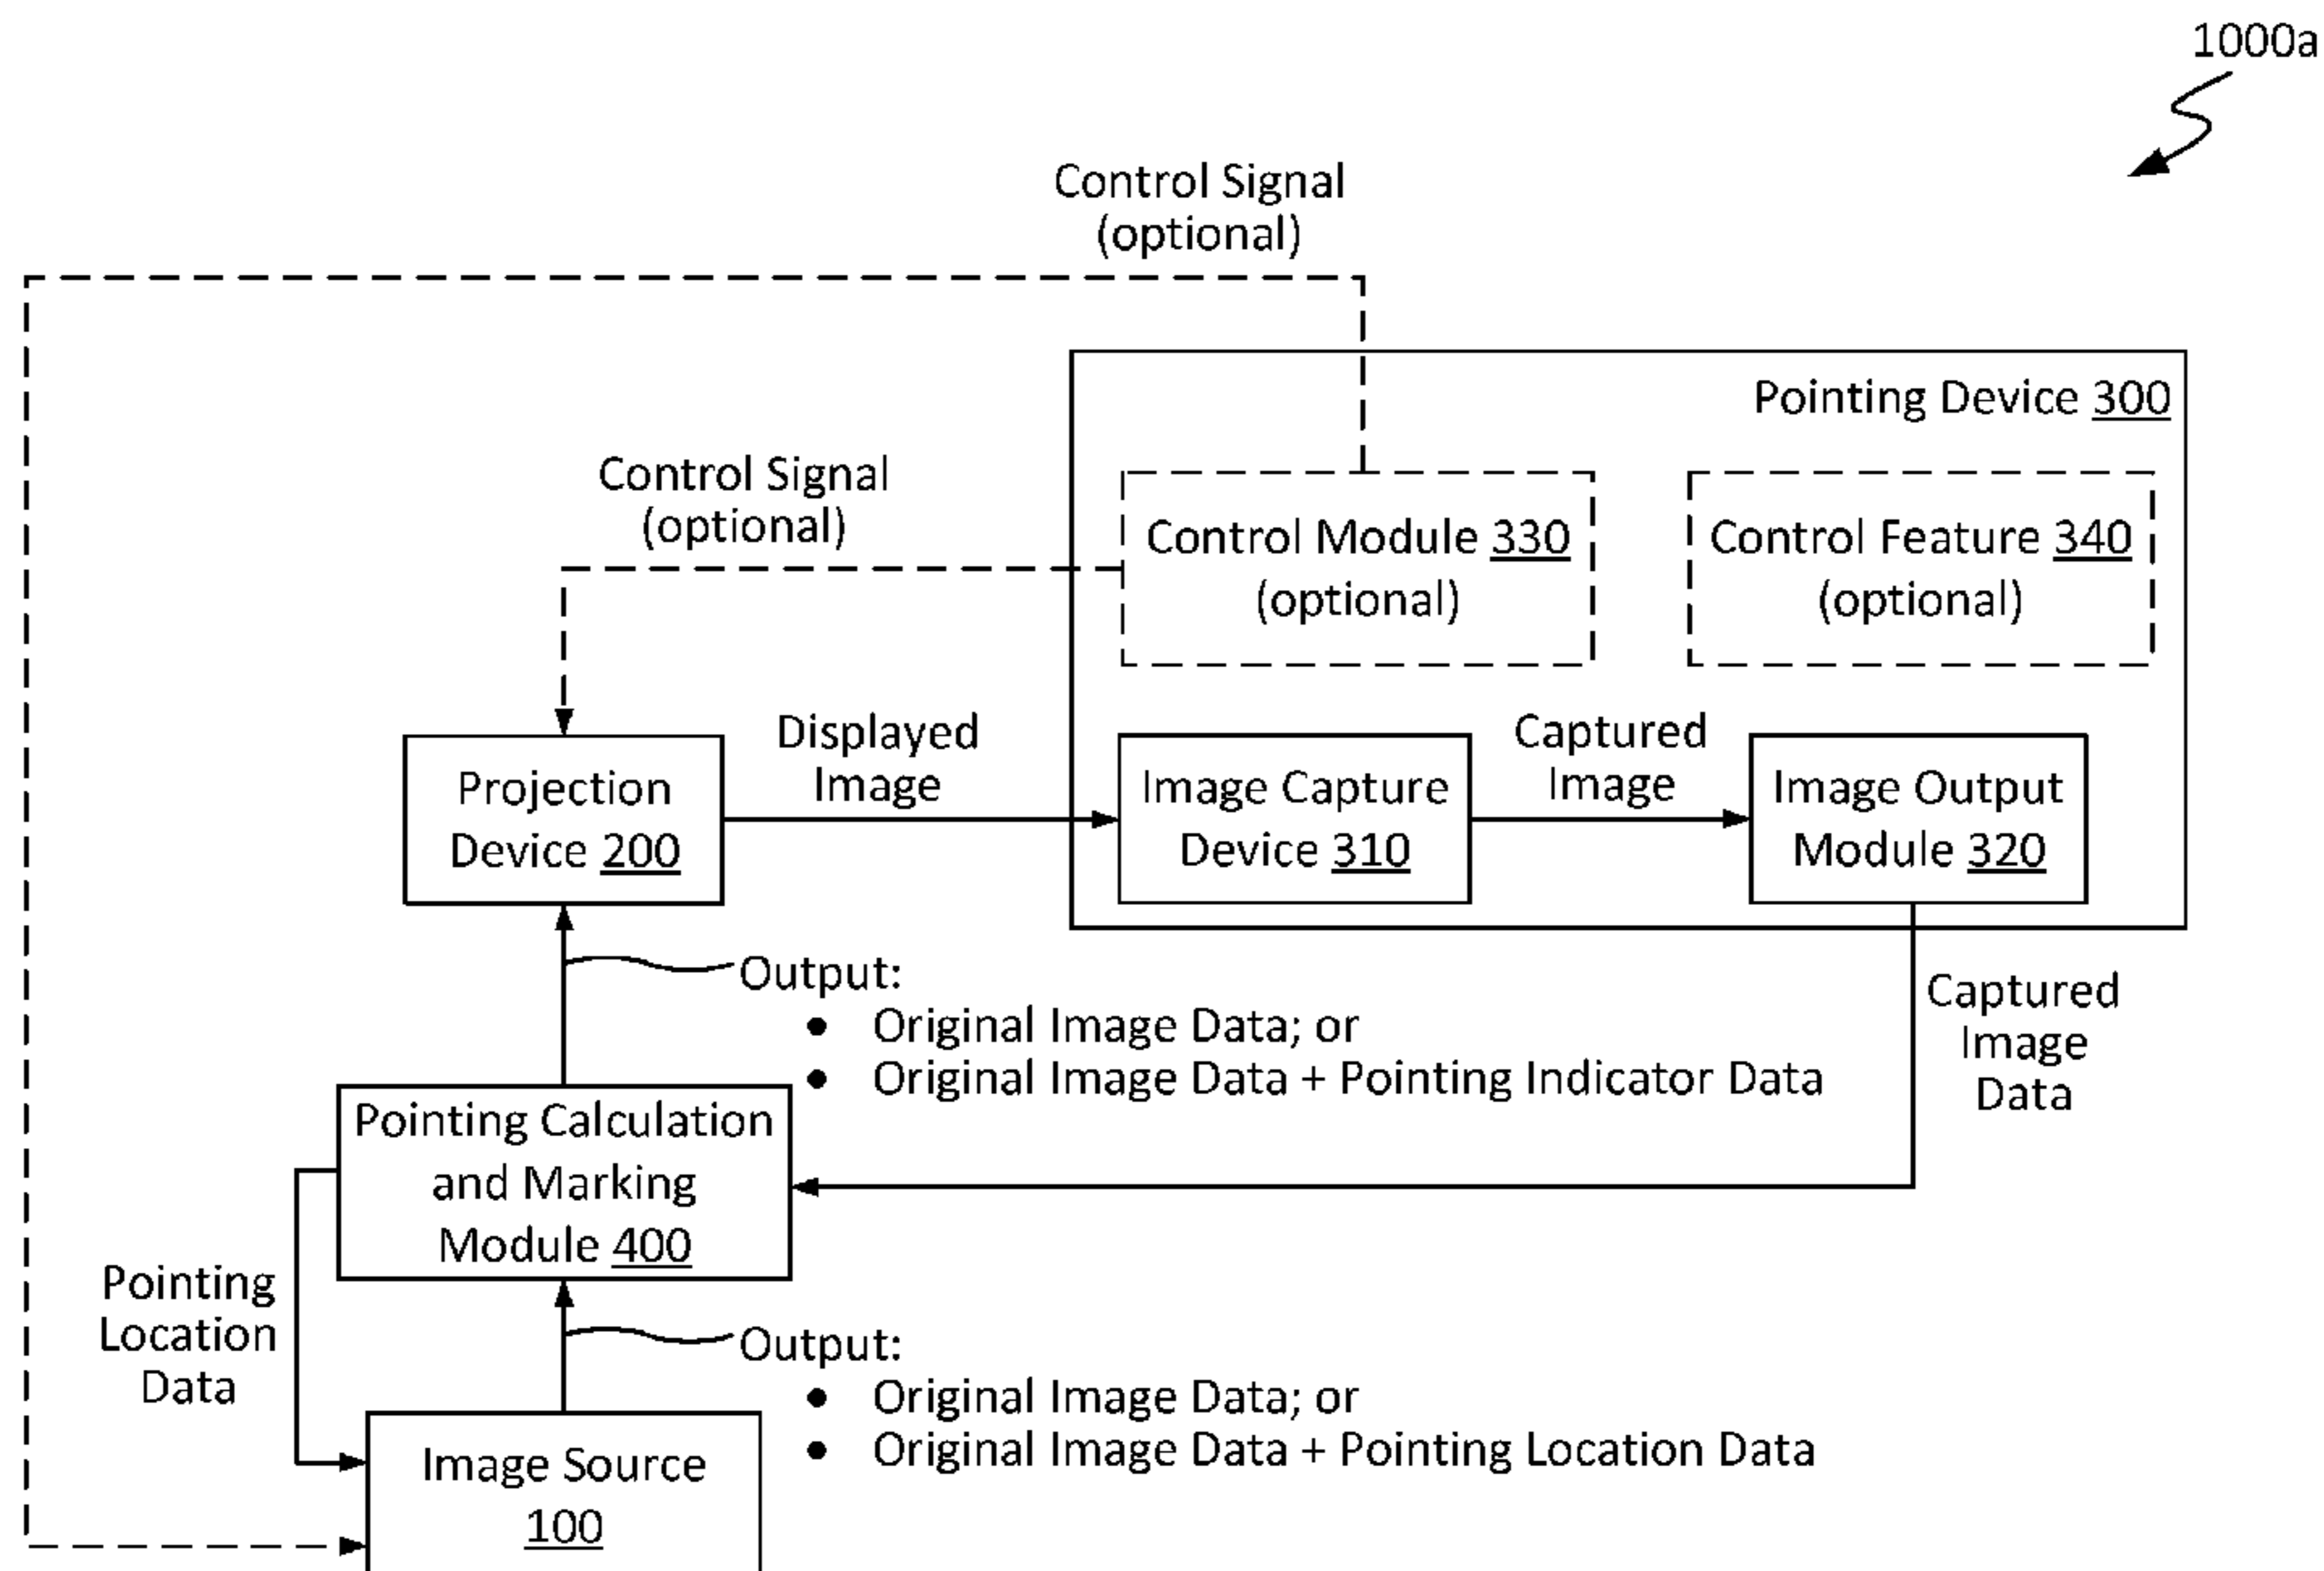 1000a
Control Signal
(optional)
Pointing Device 300
Control Signal
(optional)
Control Module 330
(optional)
Control Feature 340
(optional)
Projection
Device 200
Displayed
Image
Image Capture
Device 310
Captured
Image
Image Output
Module 320
Output:
• Original Image Data; or
• Original Image Data + Pointing Indicator Data
Captured
Image
Data
Pointing Calculation
and Marking
Module 400
Pointing
Location
Data
Output:
• Original Image Data; or
• Original Image Data + Pointing Location Data
Image Source
100